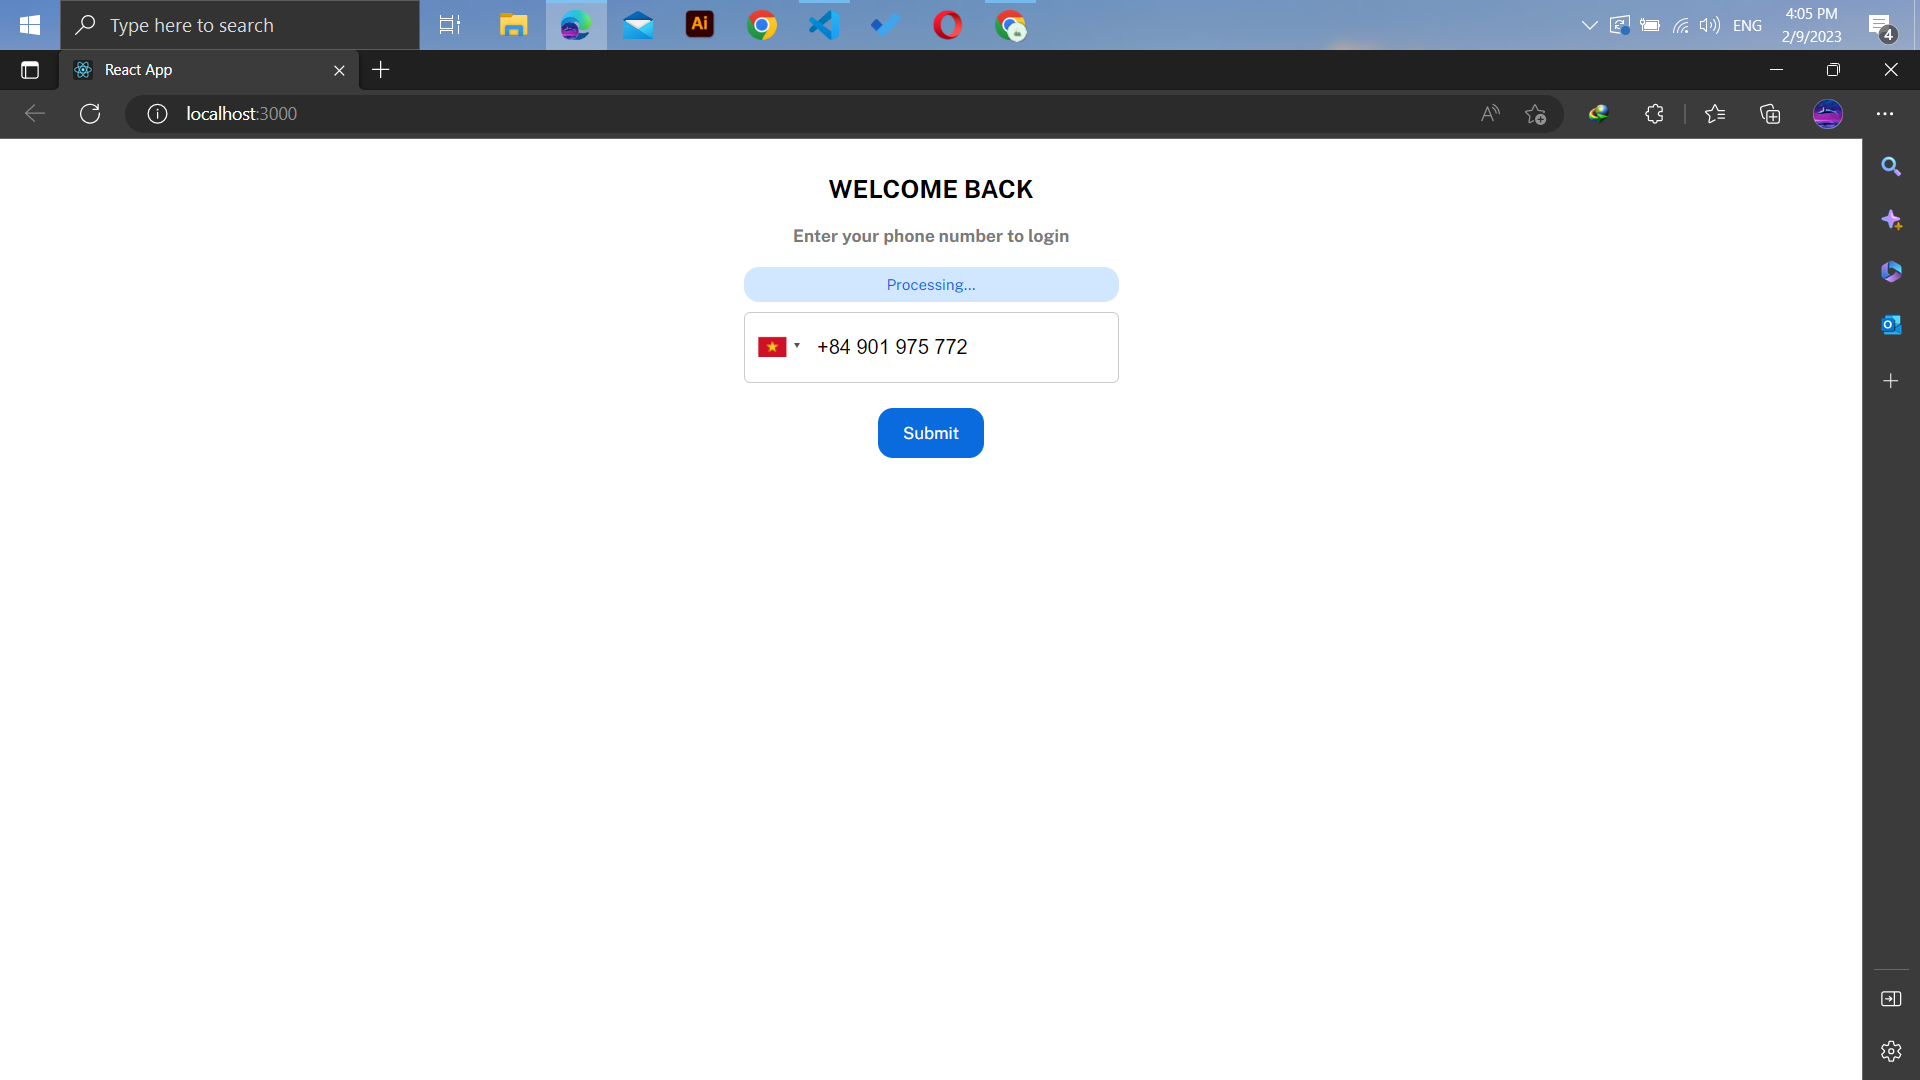 Type here to search
Ai
ENG
4:05 PM
2/9/2023
4
React App
localhost:3000
WELCOME BACK
Enter your phone number to login
Processing...
+84 901 975 772
Submit